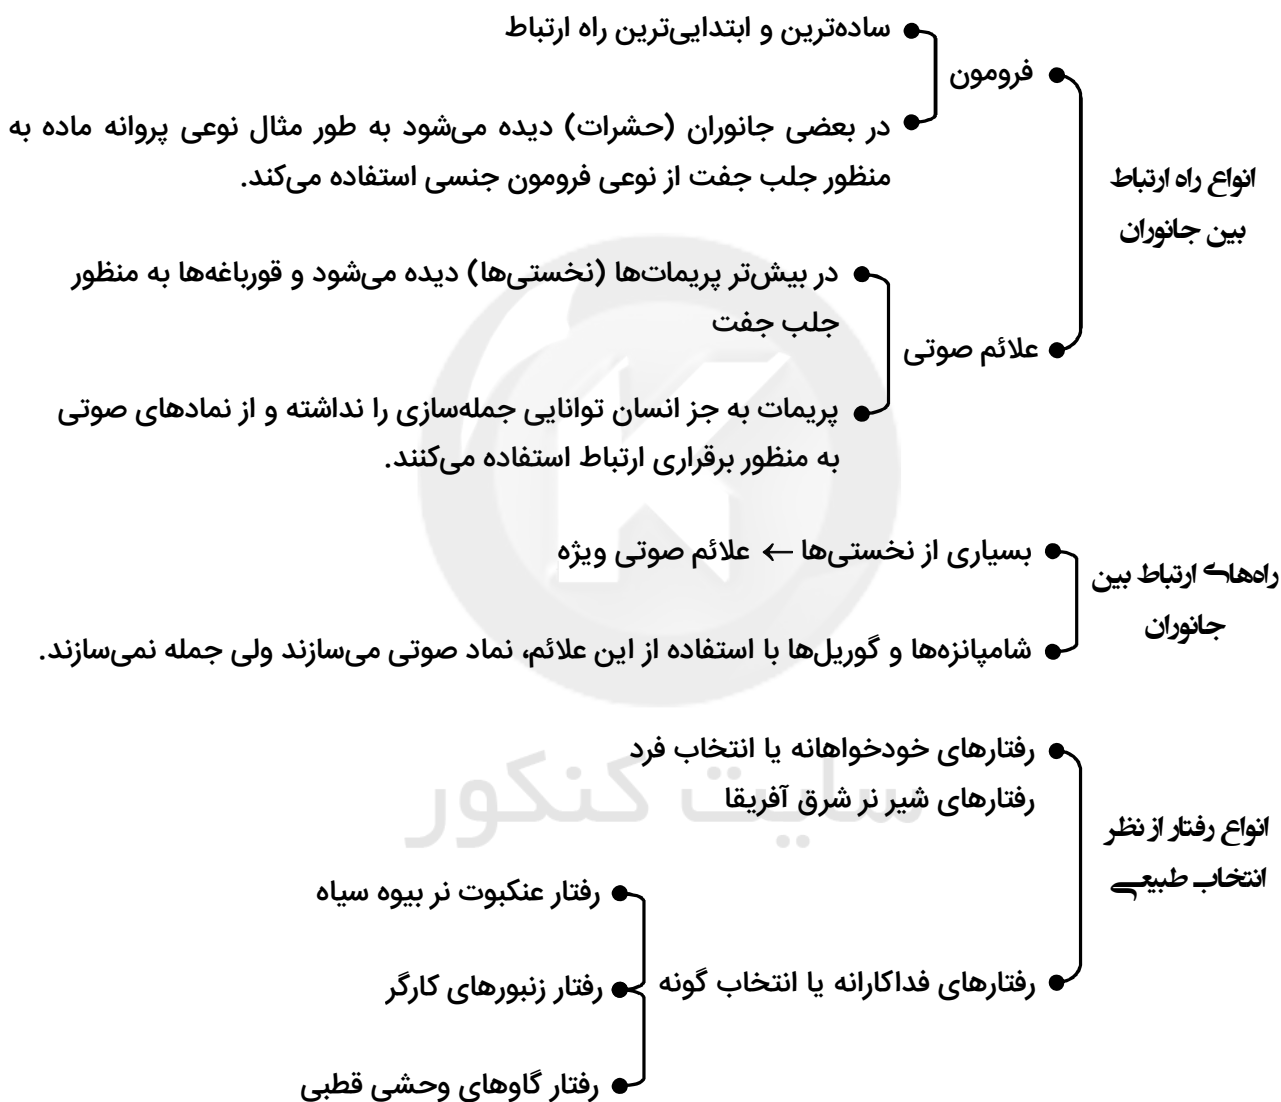 ساده‌ترین و ابتدایی‌ترین راه ارتباط
فرومون
در بعضی جانوران (حشرات) دیده می‌شود به طور مثال نوعی پروانه ماده به
منظور جلب جفت از نوعی فرومون جنسی استفاده می‌کند.
انواع راه ارتباط
بین جانوران
در بیش‌تر پریمات‌ها (نخستی‌ها) دیده می‌شود و قورباغه‌ها به منظور
جلب جفت
علائم صوتی
پریمات به جز انسان توانایی جمله‌سازی را نداشته و از نمادهای صوتی
به منظور برقراری ارتباط استفاده می‌کنند.
بسیاری از نخستی‌ها ← علائم صوتی ویژه
راه‌های ارتباط بین
جانوران
شامپانزه‌ها و گوریل‌ها با استفاده از این علائم، نماد صوتی می‌سازند ولی جمله نمی‌سازند.
رفتارهای خودخواهانه یا انتخاب فرد
رفتارهای شیر نر شرق آفریقا
سایت کنکور
انواع رفتار از نظر
انتخاب طبیعی
رفتار عنکبوت نر بیوه سیاه
رفتارهای فداکارانه یا انتخاب گونه
رفتار زنبورهای کارگر
رفتار گاوهای وحشی قطبی